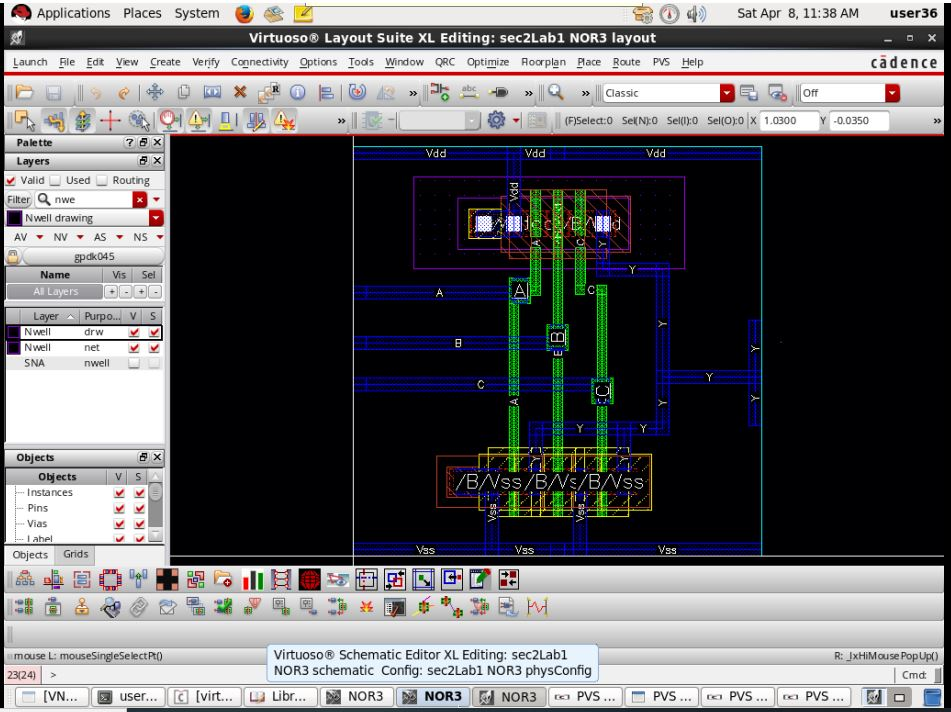 Applications Places System Sat Apr 8, 11:38 AM user36
Virtuoso® Layout Suite XL Editing: sec2Lab1 NOR3 layout
Launch File Edit View Create Verify Connectivity Options Tools Window QRC Optimize Floorplan Place Route PVS Help cādence
R abc » » » Classic Off
» (F)Select:0 Sel(N):0 Sel(I):0 Sel(O):0 X 1.0300 Y -0.0350 »
Palette ?
Layers
Valid Used Routing
Filter nwe
Nwell drawing
AV NV AS NS
gpdk045
Name Vis Sel
All Layers + - + -
Layer Purpo... V S
Nwell drw
Nwell net
SNA nwell
Objects
Objects V S
Instances
Pins
Vias
Label
Objects Grids
Vdd Vdd Vdd
Vdd
A C Y
Y
A A C
Y Y
B B
Y
C C
A Y Y
Y Y
/B/Vss/B/Vs/B/Vss
Vss Vss
Vss Vss Vss
mouse L: mouseSingleSelectPt() R: _lxHiMousePopUp()
Virtuoso® Schematic Editor XL Editing: sec2Lab1
NOR3 schematic Config: sec2Lab1 NOR3 physConfig
23(24) > Cmd:
[VN... user... [virt... Libr... NOR3 NOR3 NOR3 PVS ... PVS ... PVS ... PVS ...